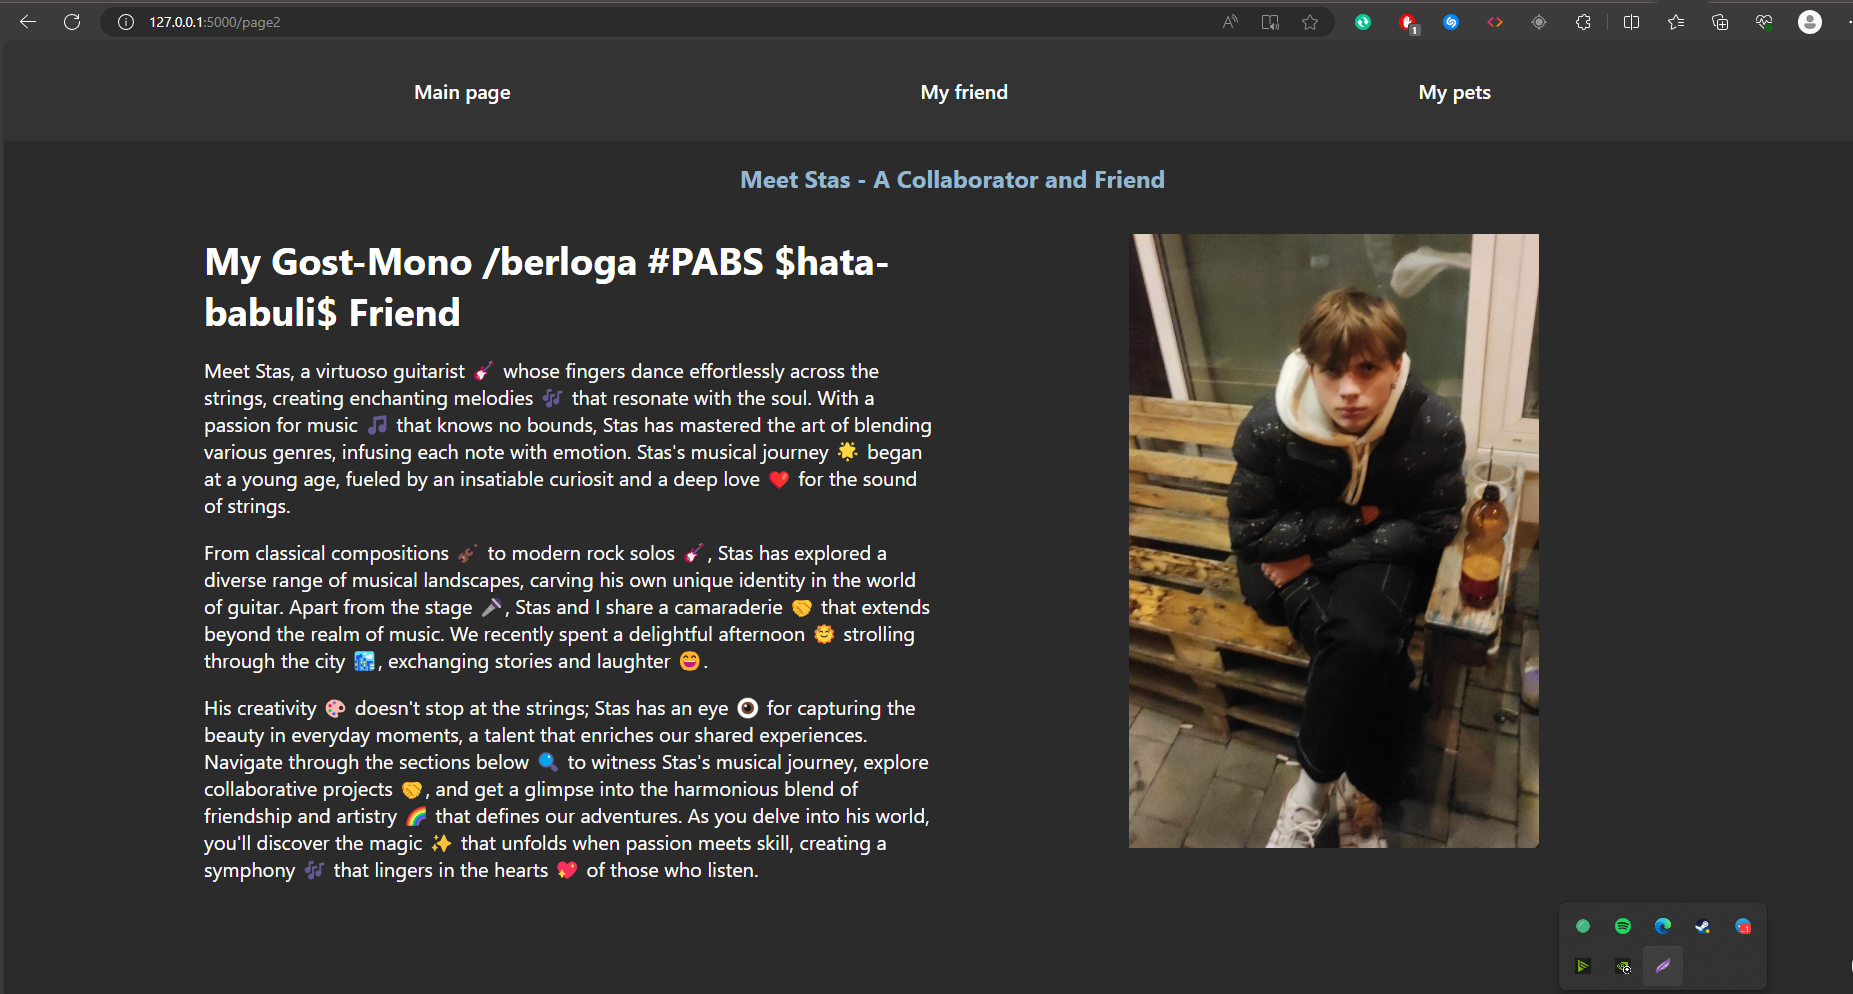 127.0.0.1:5000/page2
1
Main page
My friend
My pets
Meet Stas - A Collaborator and Friend
My Gost-Mono /berloga #PABS $hata-
babuli$ Friend
Meet Stas, a virtuoso guitarist 🎸 whose fingers dance effortlessly across the
strings, creating enchanting melodies 🎶 that resonate with the soul. With a
passion for music 🎵 that knows no bounds, Stas has mastered the art of blending
various genres, infusing each note with emotion. Stas's musical journey 🌟 began
at a young age, fueled by an insatiable curiosit and a deep love ❤️ for the sound
of strings.
From classical compositions 🎻 to modern rock solos 🎸, Stas has explored a
diverse range of musical landscapes, carving his own unique identity in the world
of guitar. Apart from the stage 🎤, Stas and I share a camaraderie 🤝 that extends
beyond the realm of music. We recently spent a delightful afternoon 🌞 strolling
through the city 🏙️, exchanging stories and laughter 😄.
His creativity 🎨 doesn't stop at the strings; Stas has an eye 👁️ for capturing the
beauty in everyday moments, a talent that enriches our shared experiences.
Navigate through the sections below 🔍 to witness Stas's musical journey, explore
collaborative projects 🤝, and get a glimpse into the harmonious blend of
friendship and artistry 🌈 that defines our adventures. As you delve into his world,
you'll discover the magic ✨ that unfolds when passion meets skill, creating a
symphony 🎶 that lingers in the hearts 💖 of those who listen.